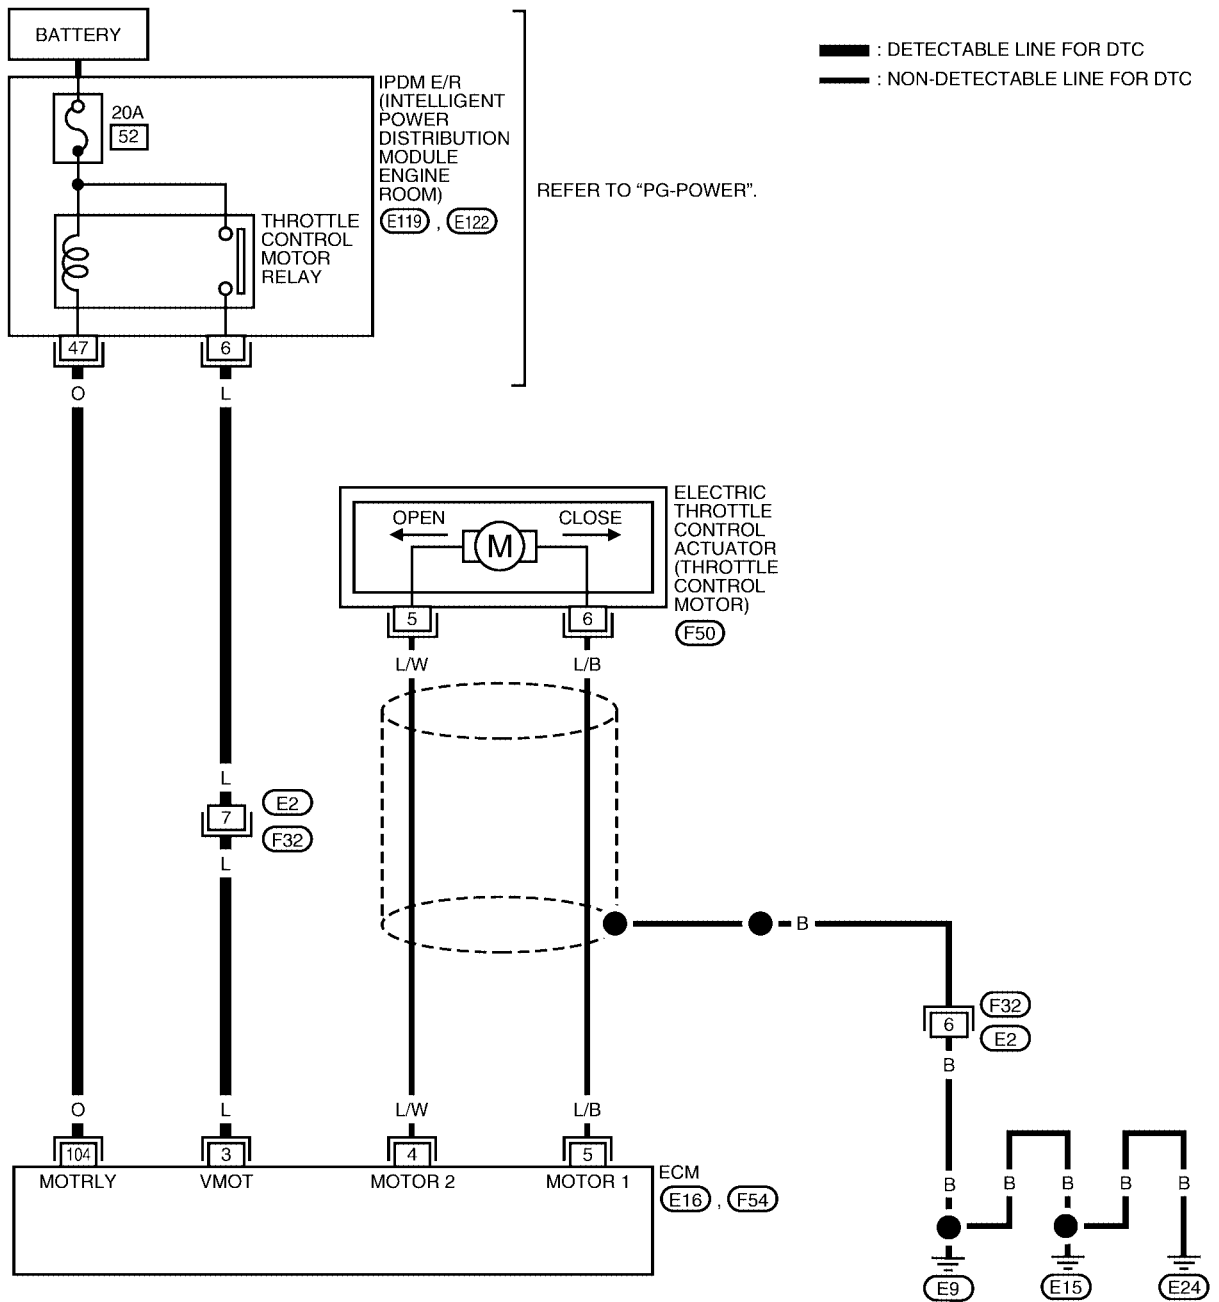 BATTERY
20A
52
IPDM E/R
(INTELLIGENT
POWER
DISTRIBUTION
MODULE
ENGINE
ROOM)
E119 , E122
REFER TO “PG-POWER”.
: DETECTABLE LINE FOR DTC
: NON-DETECTABLE LINE FOR DTC
THROTTLE
CONTROL
MOTOR
RELAY
47 6
O L
OPEN CLOSE
M
ELECTRIC
THROTTLE
CONTROL
ACTUATOR
(THROTTLE
CONTROL
MOTOR)
F50
5 6
L/W L/B
L
7
E2
F32
L
B
F32
6
E2
B
O L L/W L/B
104 3 4 5
MOTRLY VMOT MOTOR 2 MOTOR 1
ECM
E16 , F54
B B B B B
E9 E15 E24